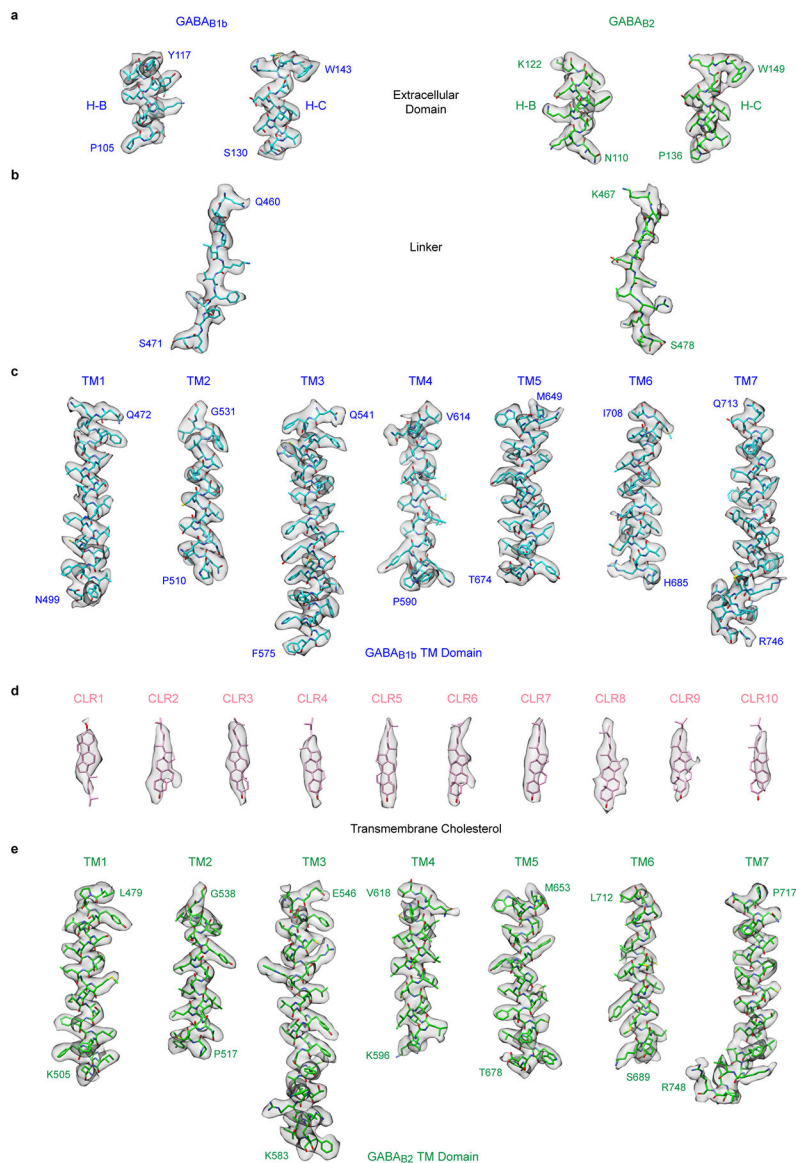 a
GABAB1b
GABAB2
Y117
W143
K122
W149
H-B
H-C
Extracellular
Domain
H-B
H-C
P105
S130
N110
P136
b
Q460
K467
Linker
S471
S478
c
TM1
TM2
TM3
TM4
TM5
TM6
TM7
Q472
G531
Q541
V614
M649
I708
Q713
N499
P510
F575
P590
T674
H685
R746
GABAB1b TM Domain
d
CLR1
CLR2
CLR3
CLR4
CLR5
CLR6
CLR7
CLR8
CLR9
CLR10
Transmembrane Cholesterol
e
TM1
TM2
TM3
TM4
TM5
TM6
TM7
L479
G538
E546
V618
M653
L712
P717
K505
P517
K583
K596
T678
S689
R748
GABAB2 TM Domain